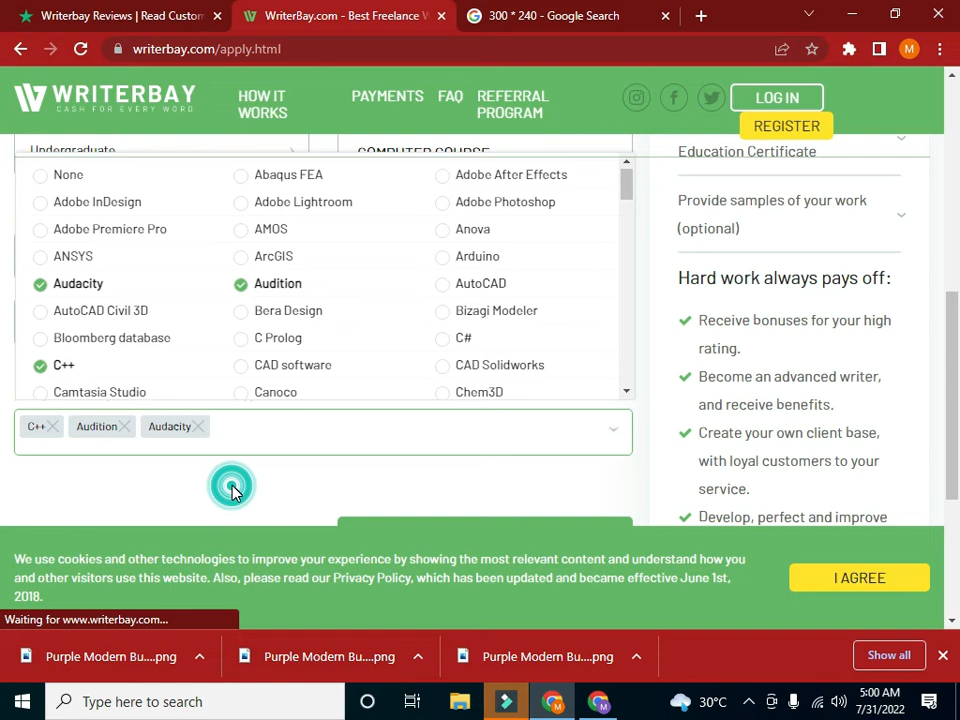 Writerbay Reviews | Read Custom
WriterBay.com - Best Freelance W
300 * 240 - Google Search
writerbay.com/apply.html
M
WRITERBAY
CASH FOR EVERY WORD
HOW IT WORKS
PAYMENTS
FAQ
REFERRAL PROGRAM
LOG IN
REGISTER
Undergraduate
COMPUTER COURSE
None
Abaqus FEA
Adobe After Effects
Adobe InDesign
Adobe Lightroom
Adobe Photoshop
Adobe Premiere Pro
AMOS
Anova
ANSYS
ArcGIS
Arduino
Audacity
Audition
AutoCAD
AutoCAD Civil 3D
Bera Design
Bizagi Modeler
Bloomberg database
C Prolog
C#
C++
CAD software
CAD Solidworks
Camtasia Studio
Canoco
Chem3D
C++
Audition
Audacity
Education Certificate
Provide samples of your work
(optional)
Hard work always pays off:
Receive bonuses for your high
rating.
Become an advanced writer,
and receive benefits.
Create your own client base,
with loyal customers to your
service.
Develop, perfect and improve
We use cookies and other technologies to improve your experience by showing the most relevant content and understand how you
and other visitors use this website. Also, please read our Privacy Policy, which has been updated and became effective June 1st,
2018.
I AGREE
Waiting for www.writerbay.com...
Purple Modern Bu....png
Purple Modern Bu....png
Purple Modern Bu....png
Show all
Type here to search
30°C
5:00 AM
7/31/2022